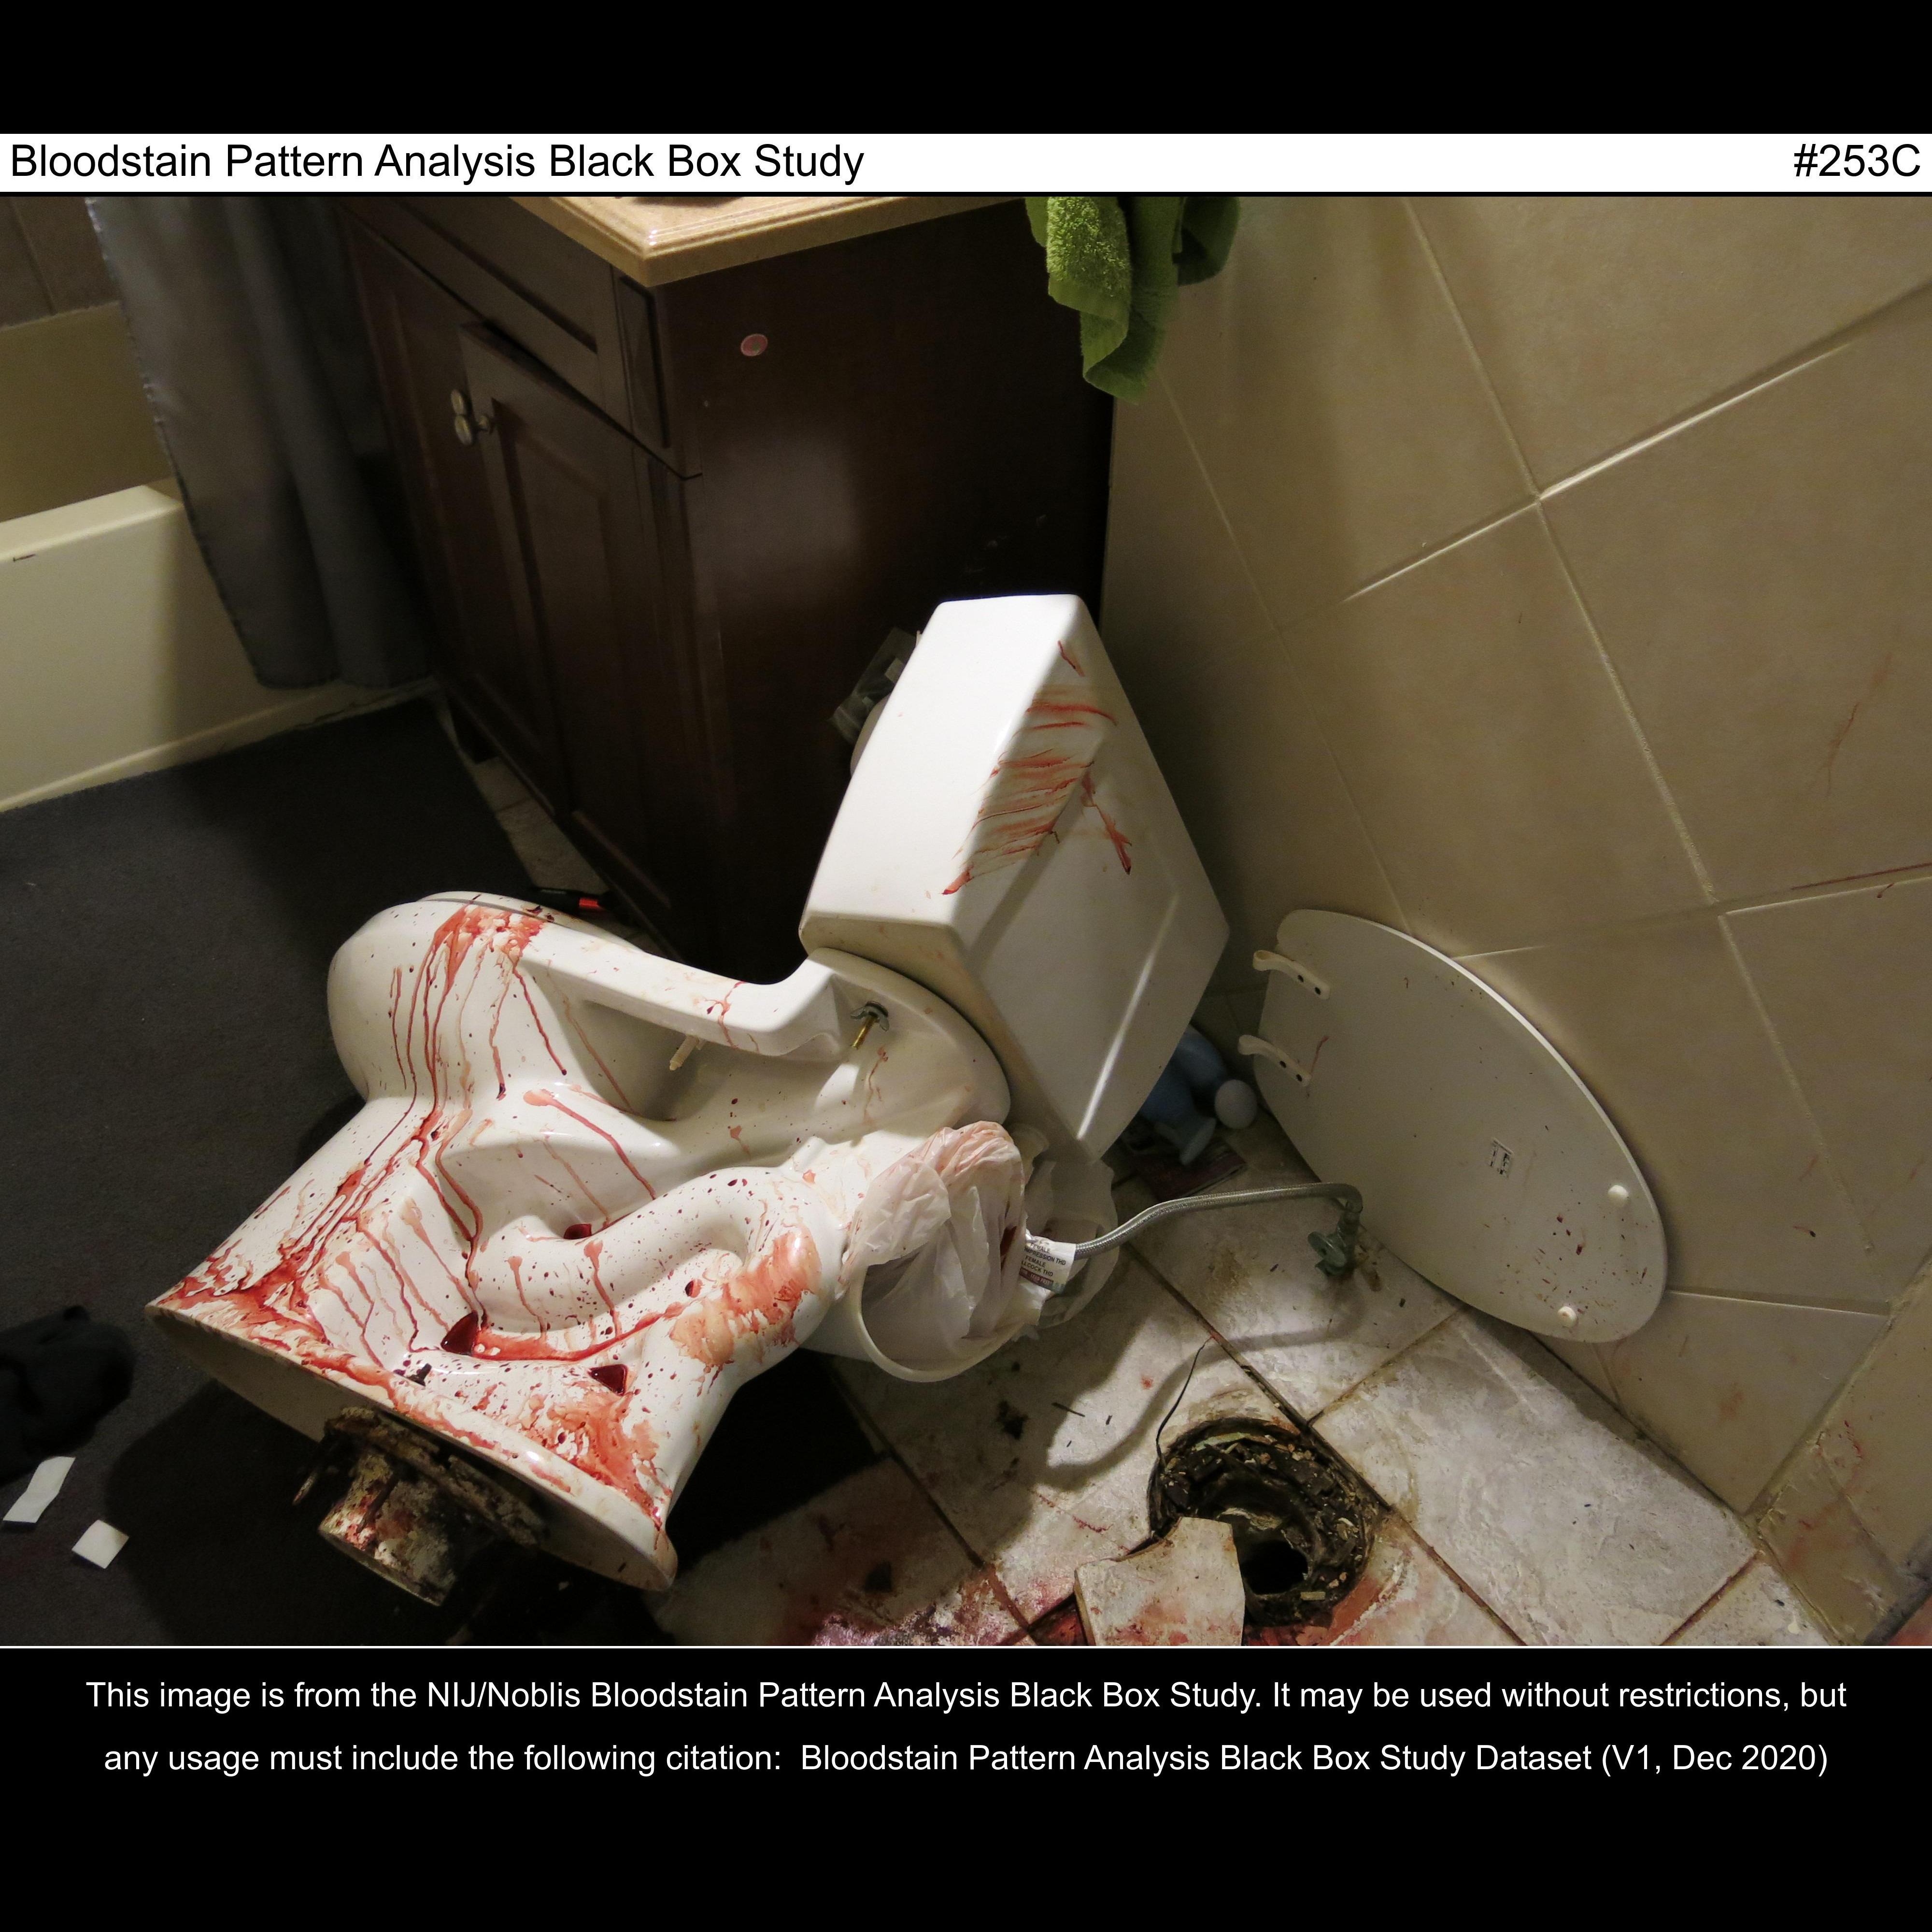 Bloodstain Pattern Analysis Black Box Study #253C
This image is from the NIJ/Noblis Bloodstain Pattern Analysis Black Box Study. It may be used without restrictions, but
any usage must include the following citation: Bloodstain Pattern Analysis Black Box Study Dataset (V1, Dec 2020)